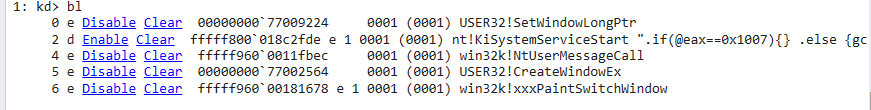 1: kd> bl
0 e Disable Clear 00000000`77009224 0001 (0001) USER32!SetWindowLongPtr
2 d Enable Clear fffff800`018c2fde e 1 0001 (0001) nt!KiSystemServiceStart ".if(@eax==0x1007){} .else {gc
4 e Disable Clear fffff960`0011fbec 0001 (0001) win32k!NtUserMessageCall
5 e Disable Clear 00000000`77002564 0001 (0001) USER32!CreateWindowEx
6 e Disable Clear fffff960`00181678 e 1 0001 (0001) win32k!xxxPaintSwitchWindow